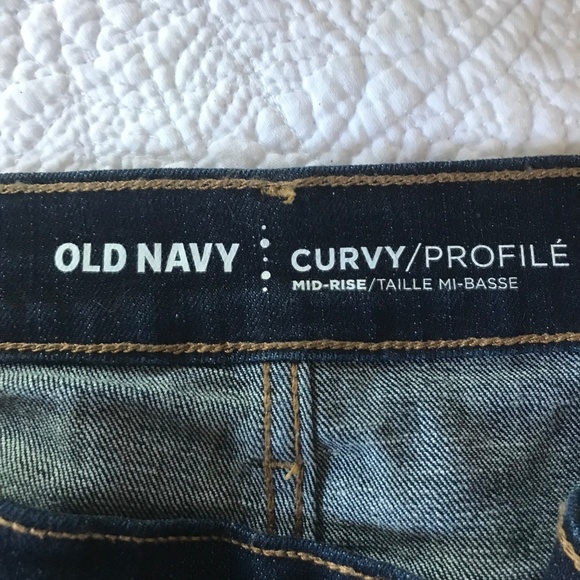 OLD NAVY
CURVY/PROFILÉ
MID-RISE/TAILLE MI-BASSE